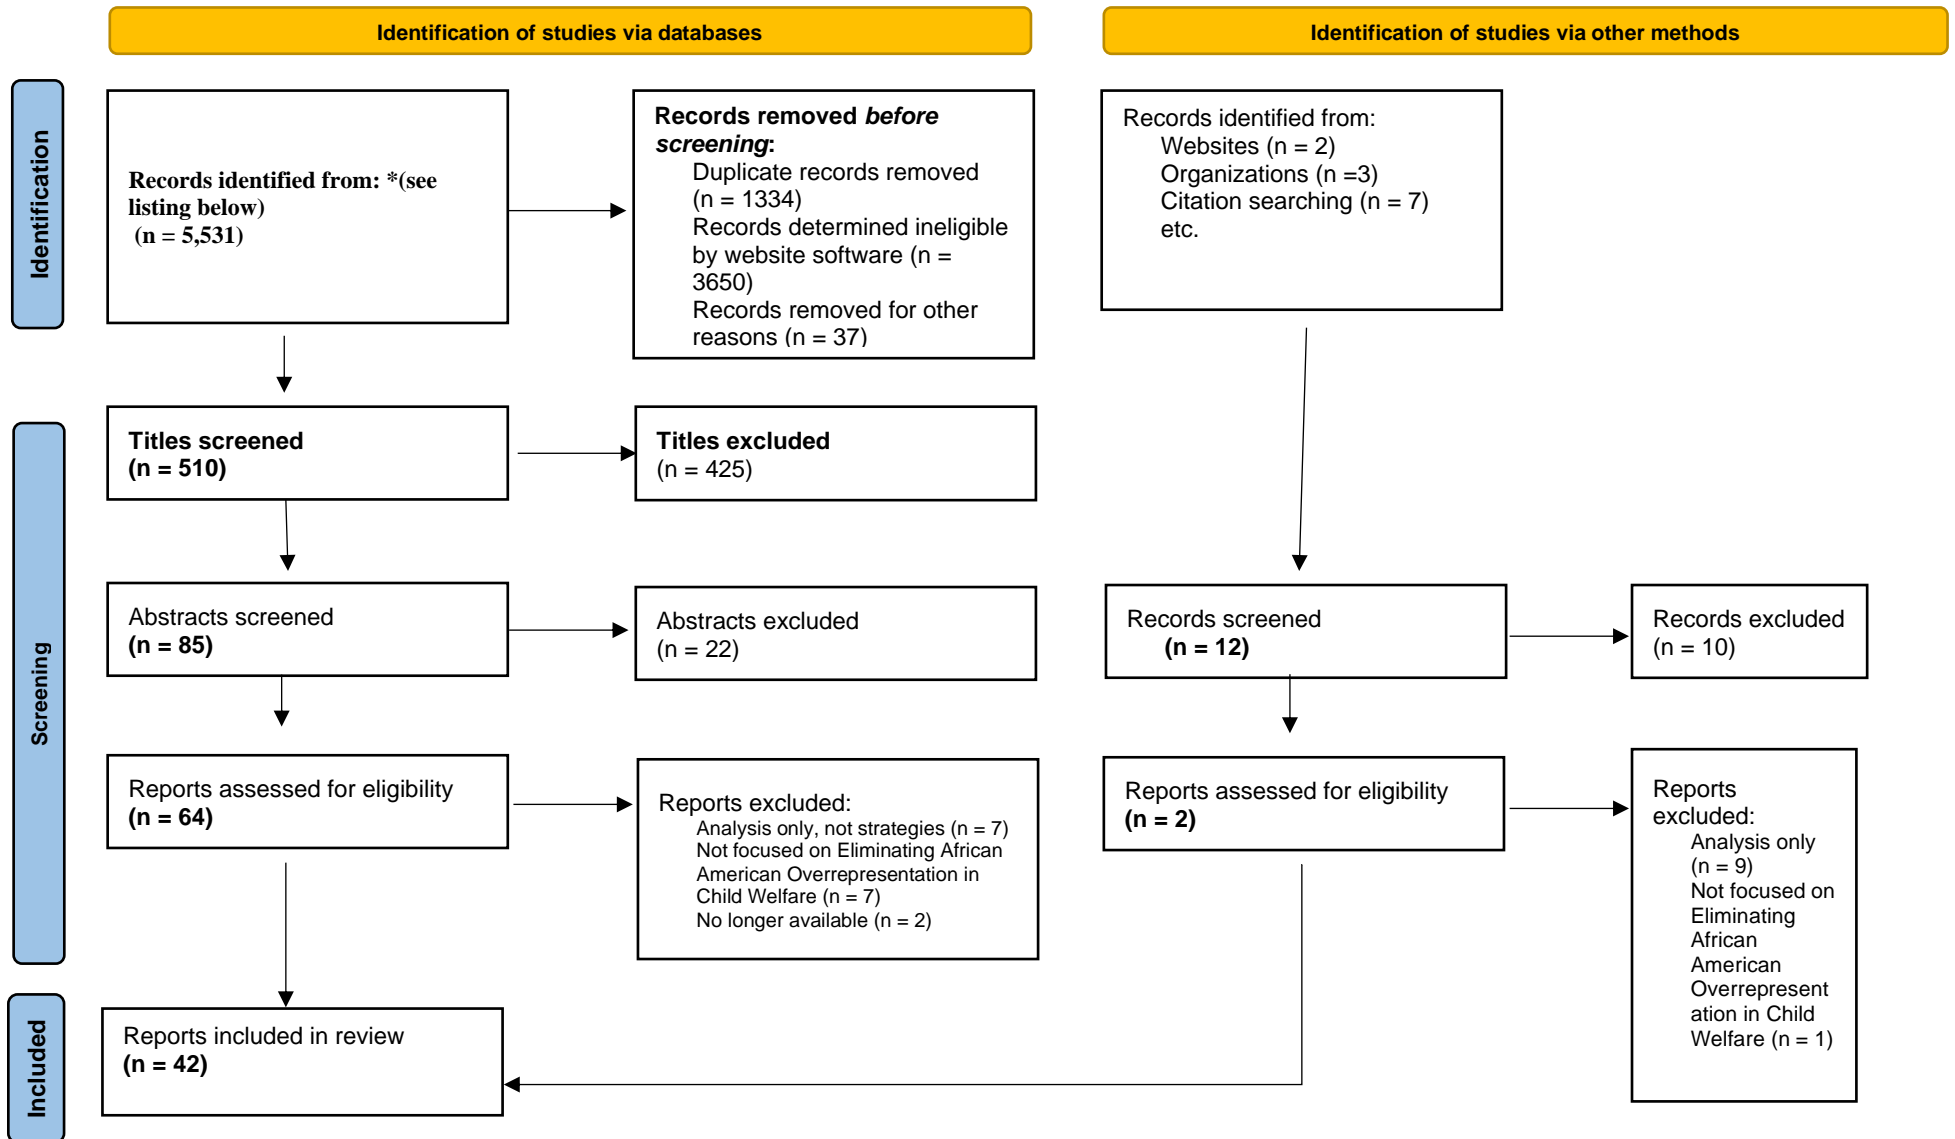 Identification of studies via databases
Identification of studies via other methods
Identification
Records identified from: *(see
listing below)
(n = 5,531)
Records removed before
screening:
Duplicate records removed
(n = 1334)
Records determined ineligible
by website software (n =
3650)
Records removed for other
reasons (n = 37)
Records identified from:
Websites (n = 2)
Organizations (n =3)
Citation searching (n = 7)
etc.
Screening
Titles screened
(n = 510)
Titles excluded
(n = 425)
Abstracts screened
(n = 85)
Abstracts excluded
(n = 22)
Records screened
(n = 12)
Records excluded
(n = 10)
Reports assessed for eligibility
(n = 64)
Reports excluded:
Analysis only, not strategies (n = 7)
Not focused on Eliminating African
American Overrepresentation in
Child Welfare (n = 7)
No longer available (n = 2)
Reports assessed for eligibility
(n = 2)
Reports
excluded:
Analysis only
(n = 9)
Not focused on
Eliminating
African
American
Overrepresent
ation in Child
Welfare (n = 1)
Included
Reports included in review
(n = 42)